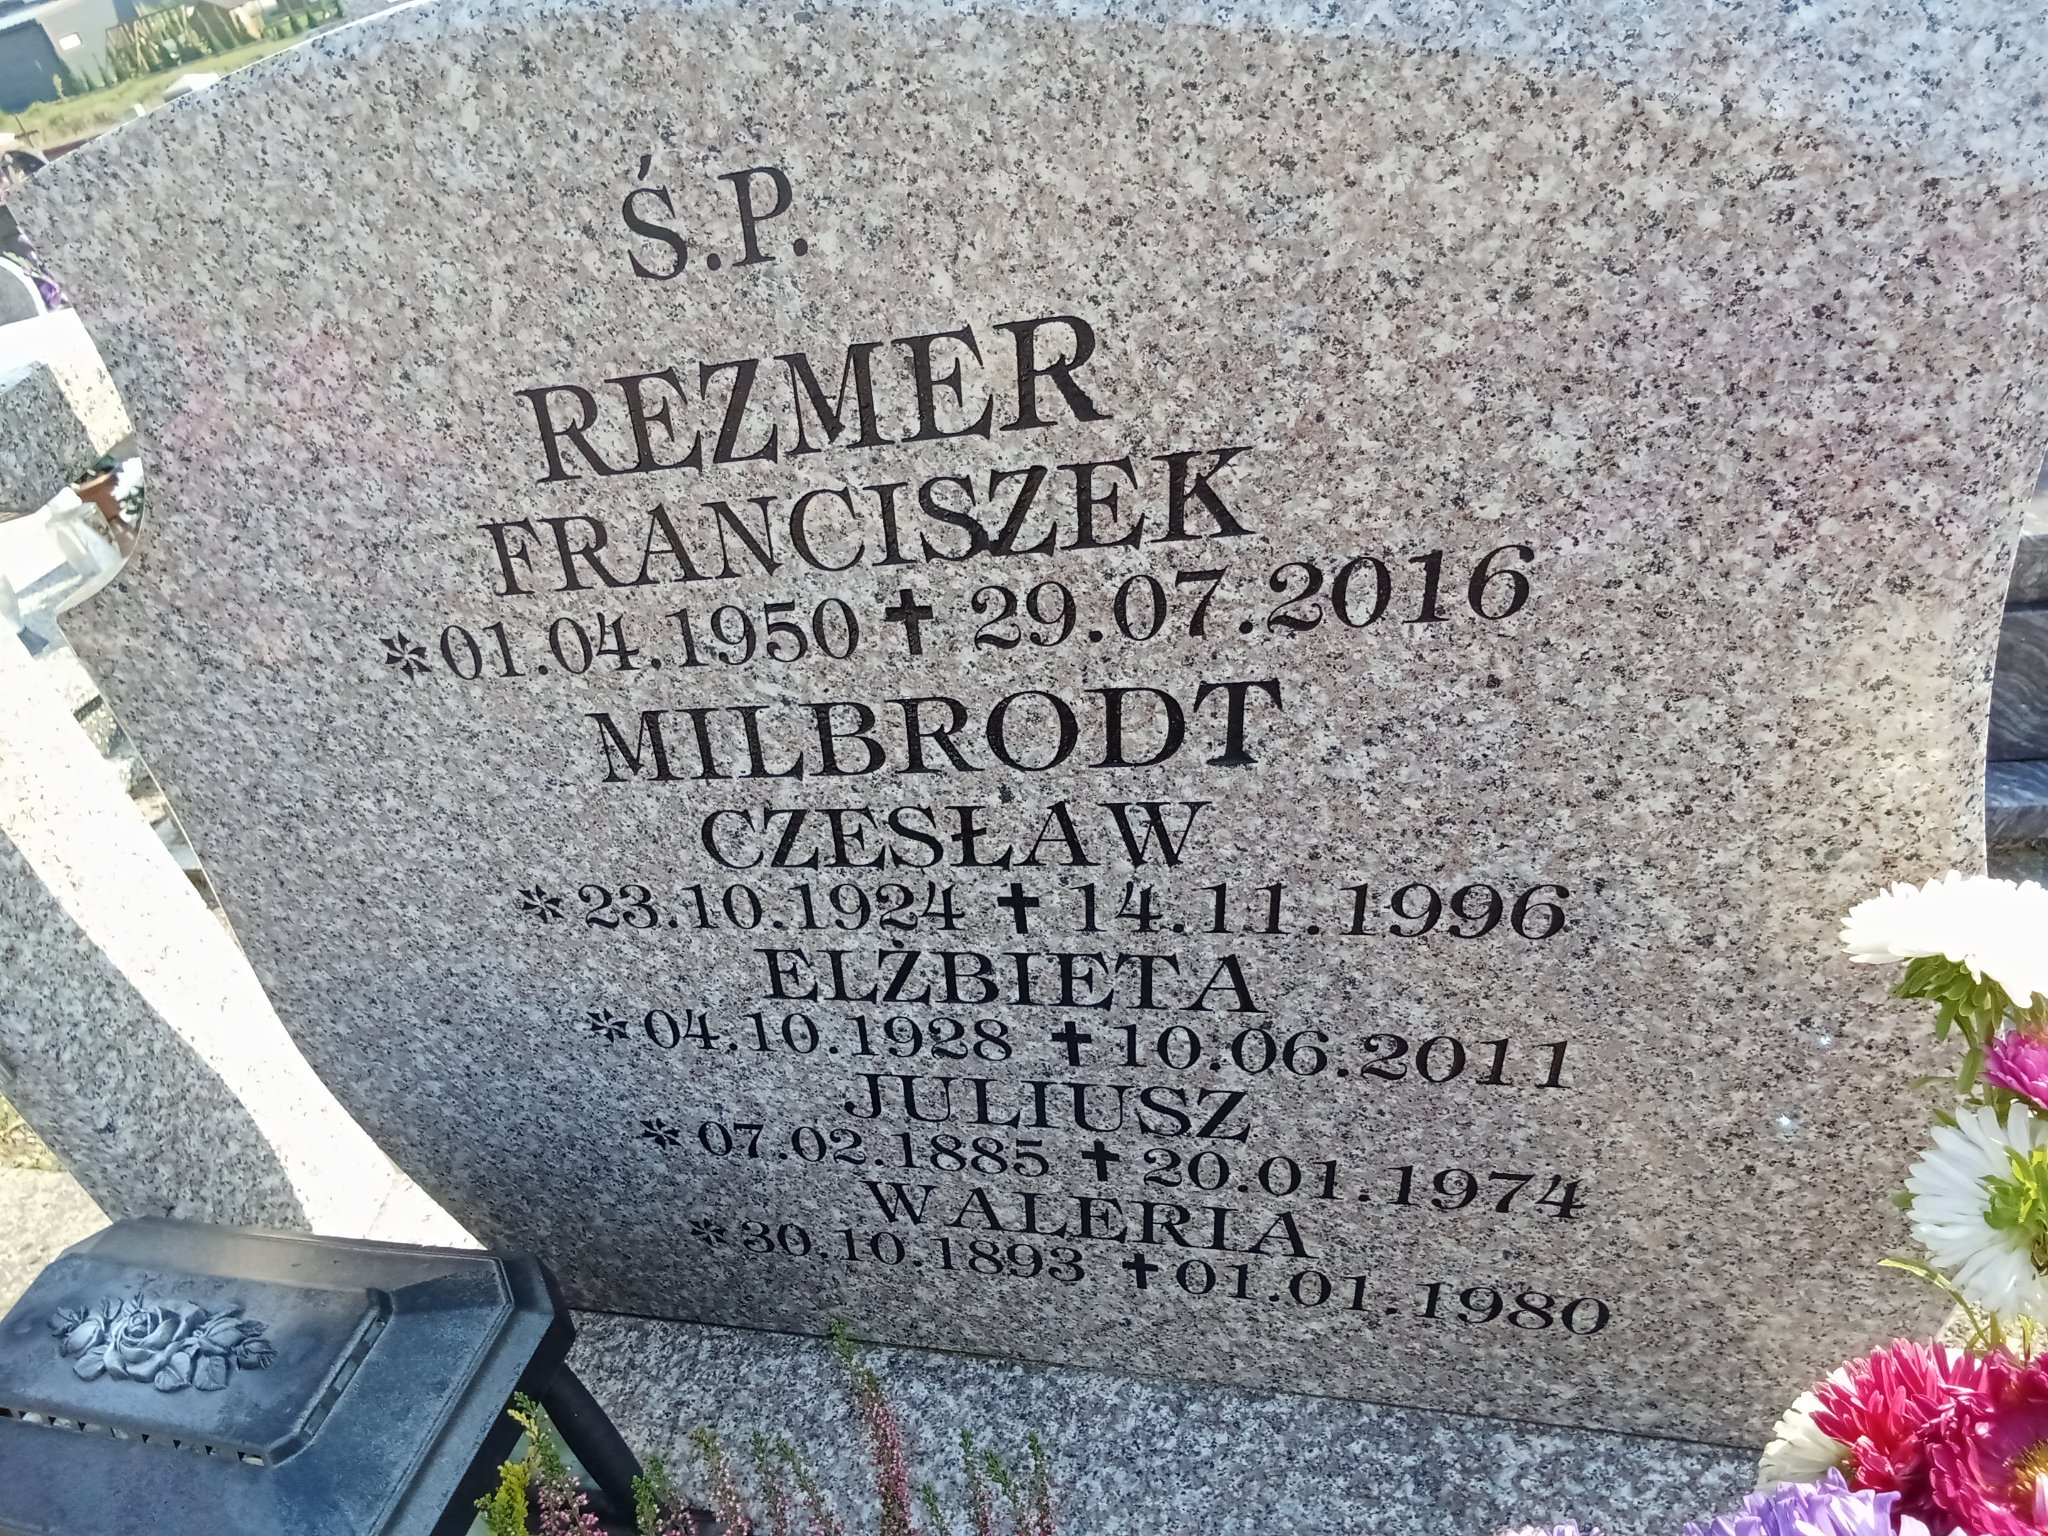 Ś.P.
REZMER
FRANCISZEK
*01.04.1950 ✝ 29.07.2016
MILBRODT
CZESŁAW
*23.10.1924 ✝ 14.11.1996
ELŻBIETA
*04.10.1928 ✝ 10.06.2011
JULIUSZ
*07.02.1885 ✝ 20.01.1974
WALERIA
*30.10.1893 ✝ 01.01.1980